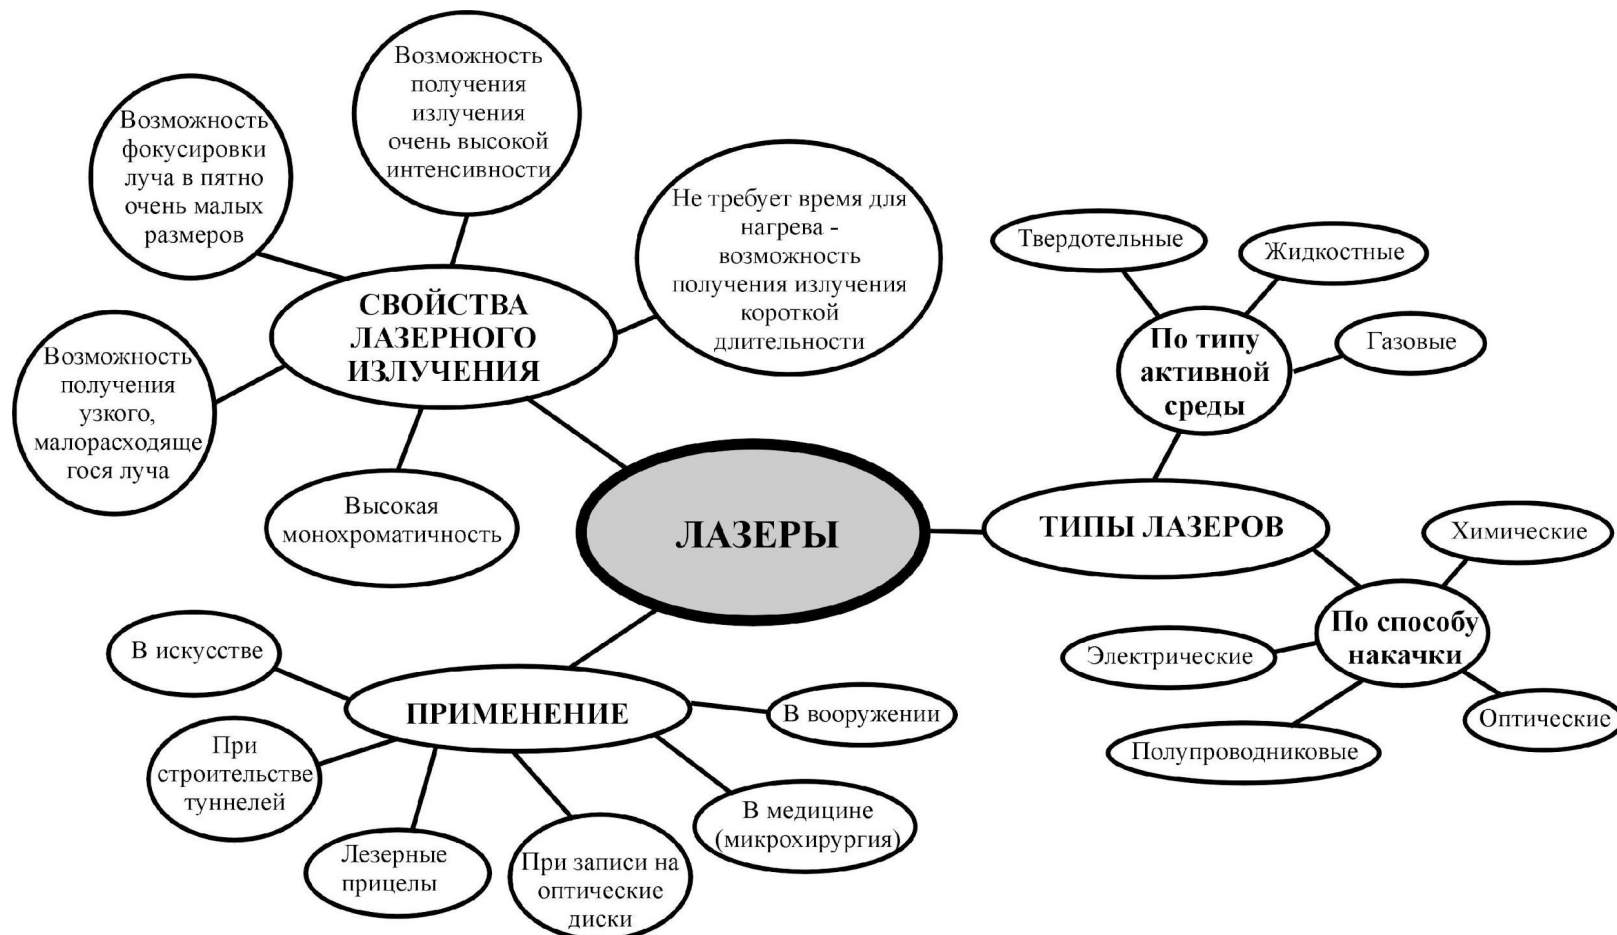 Возможность
получения
излучения
очень высокой
интенсивности
Возможность
фокусировки
луча в пятно
очень малых
размеров
Не требует время для
нагрева -
возможность
получения излучения
короткой
длительности
СВОЙСТВА
ЛАЗЕРНОГО
ИЗЛУЧЕНИЯ
Возможность
получения
узкого,
малорасходяще
гося луча
Высокая
монохроматичность
Твердотельные
Жидкостные
Газовые
По типу
активной
среды
ЛАЗЕРЫ
ТИПЫ ЛАЗЕРОВ
Химические
По способу
накачки
Электрические
Оптические
Полупроводниковые
В искусстве
ПРИМЕНЕНИЕ
В вооружении
При
строительстве
туннелей
Лезерные
прицелы
При записи на
оптические
диски
В медицине
(микрохирургия)